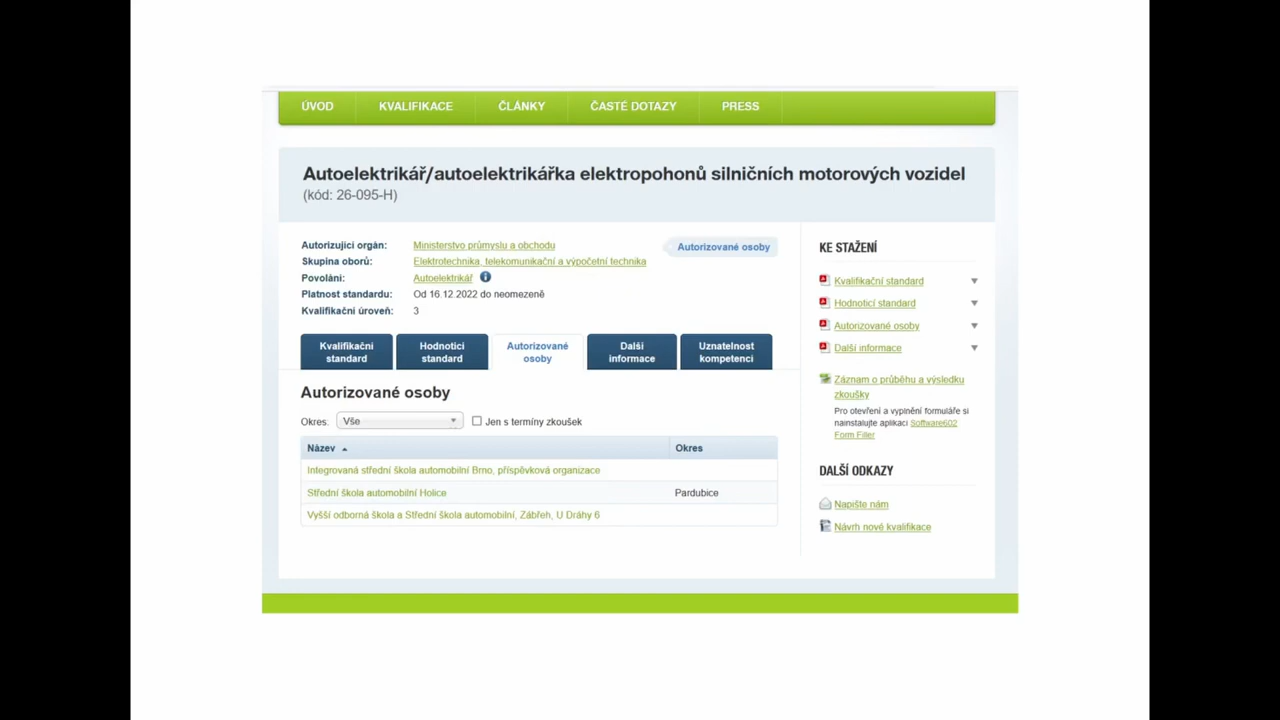 ÚVOD KVALIFIKACE ČLÁNKY ČASTÉ DOTAZY PRESS
Autoelektrikář/autoelektrikářka elektropohonů silničních motorových vozidel
(kód: 26-095-H)
Autorizující orgán: Ministerstvo průmyslu a obchodu
Skupina oborů: Elektrotechnika, telekomunikační a výpočetní technika
Povolání: Autoelektrikář
Platnost standardu: Od 16.12.2022 do neomezeně
Kvalifikační úroveň: 3
Autorizované osoby
Kvalifikační standard
Hodnotící standard
Autorizované osoby
Další informace
Uznatelnost kompetencí
Autorizované osoby
Okres: Vše Jen s termíny zkoušek
Název Okres
Integrovaná střední škola automobilní Brno, příspěvková organizace
Střední škola automobilní Holice Pardubice
Vyšší odborná škola a Střední škola automobilní, Zábřeh, U Dráhy 6
KE STAŽENÍ
Kvalifikační standard
Hodnotící standard
Autorizované osoby
Další informace
Záznam o průběhu a výsledku
zkoušky
Pro otevření a vyplnění formuláře si
nainstalujte aplikaci Software602
Form Filler
DALŠÍ ODKAZY
Napište nám
Návrh nové kvalifikace